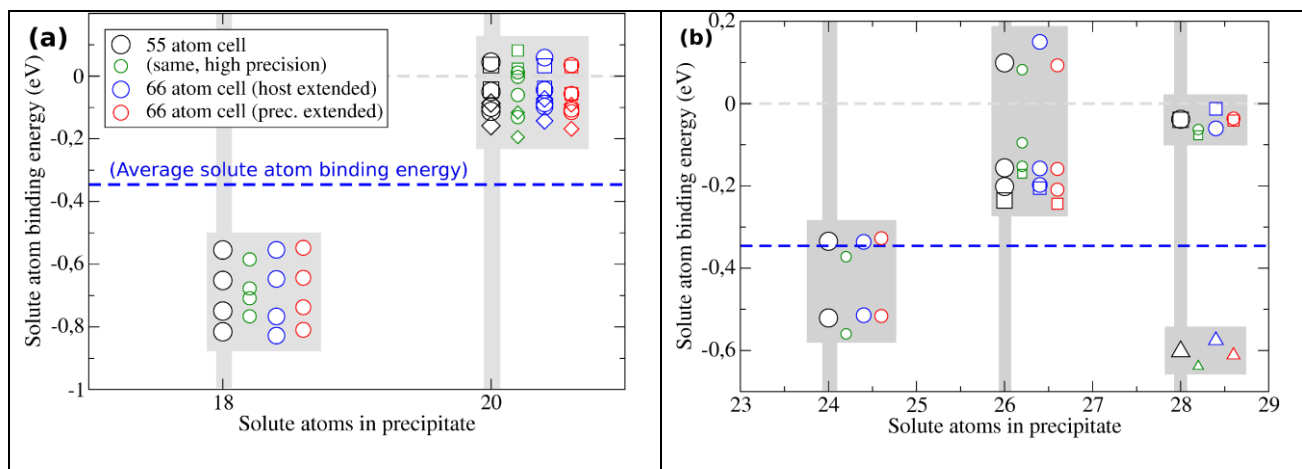 (a)
55 atom cell
(same, high precision)
66 atom cell (host extended)
66 atom cell (prec. extended)
(Average solute atom binding energy)
Solute atom binding energy (eV)
0
-0,2
-0,4
-0,6
-0,8
-1
18
20
Solute atoms in precipitate
(b)
Solute atom binding energy (eV)
0,2
0
-0,2
-0,4
-0,6
23
24
25
26
27
28
29
Solute atoms in precipitate